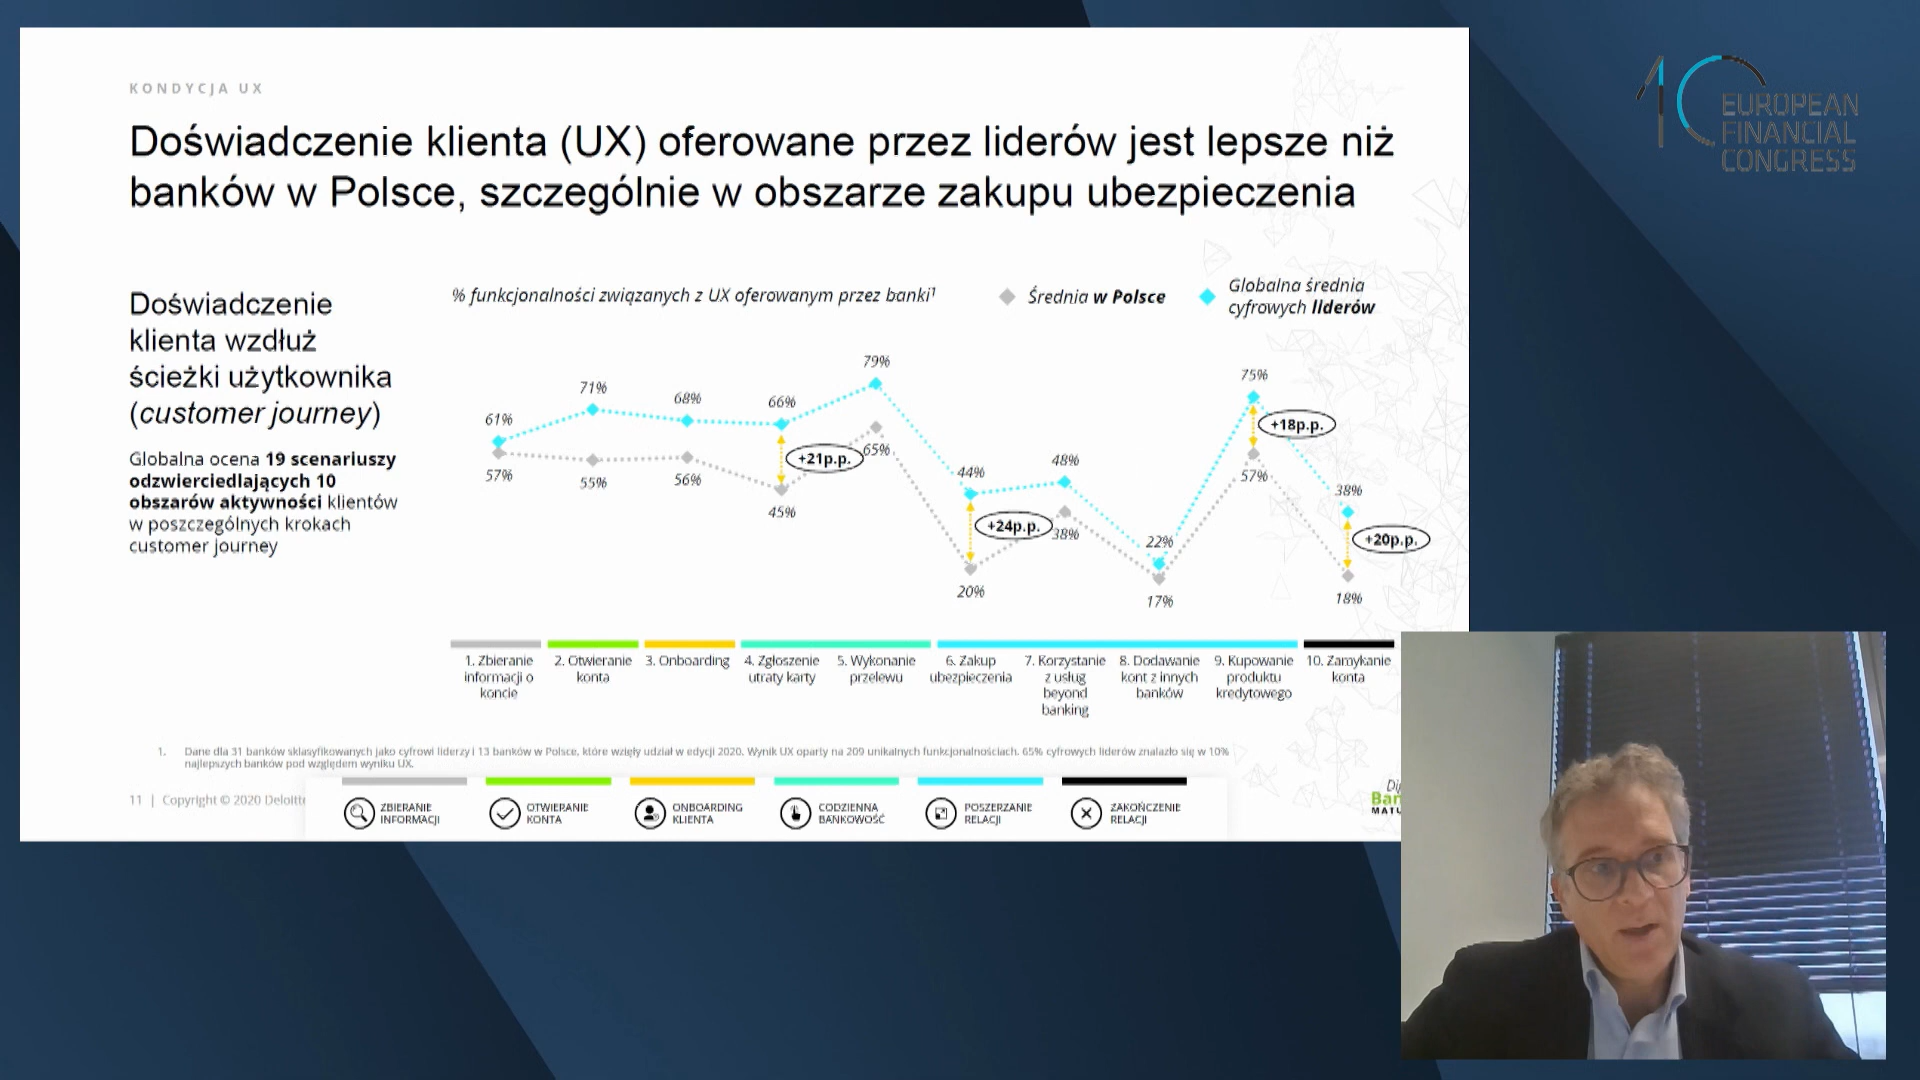 KONDYCJA UX
Doświadczenie klienta (UX) oferowane przez liderów jest lepsze niż
banków w Polsce, szczególnie w obszarze zakupu ubezpieczenia
EUROPEAN
FINANCIAL
CONGRESS
Doświadczenie
klienta wzdłuż
ścieżki użytkownika
(customer journey)
Globalna ocena 19 scenariuszy
odzwierciedlających 10
obszarów aktywności klientów
w poszczególnych krokach
customer journey
% funkcjonalności związanych z UX oferowanym przez banki¹
Średnia w Polsce
Globalna średnia
cyfrowych liderów
61%
71%
68%
66%
79%
44%
48%
22%
75%
38%
57%
55%
56%
45%
65%
20%
38%
17%
57%
18%
+21p.p.
+24p.p.
+18p.p.
+20p.p.
1. Zbieranie
informacji o
koncie
2. Otwieranie
konta
3. Onboarding
4. Zgłoszenie
utraty karty
5. Wykonanie
przelewu
6. Zakup
ubezpieczenia
7. Korzystanie
z usług
beyond
banking
8. Dodawanie
kont z innych
banków
9. Kupowanie
produktu
kredytowego
10. Zamykanie
konta
1. Dane dla 31 banków sklasyfikowanych jako cyfrowi liderzy i 13 banków w Polsce, które wzięły udział w edycji 2020. Wynik UX oparty na 209 unikalnych funkcjonalnościach. 65% cyfrowych liderów znalazło się w 10%
najlepszych banków pod względem wyniku UX.
11 | Copyright © 2020 Deloitte
ZBIERANIE
INFORMACJI
OTWIERANIE
KONTA
ONBOARDING
KLIENTA
CODZIENNA
BANKOWOŚĆ
POSZERZANIE
RELACJI
ZAKOŃCZENIE
RELACJI